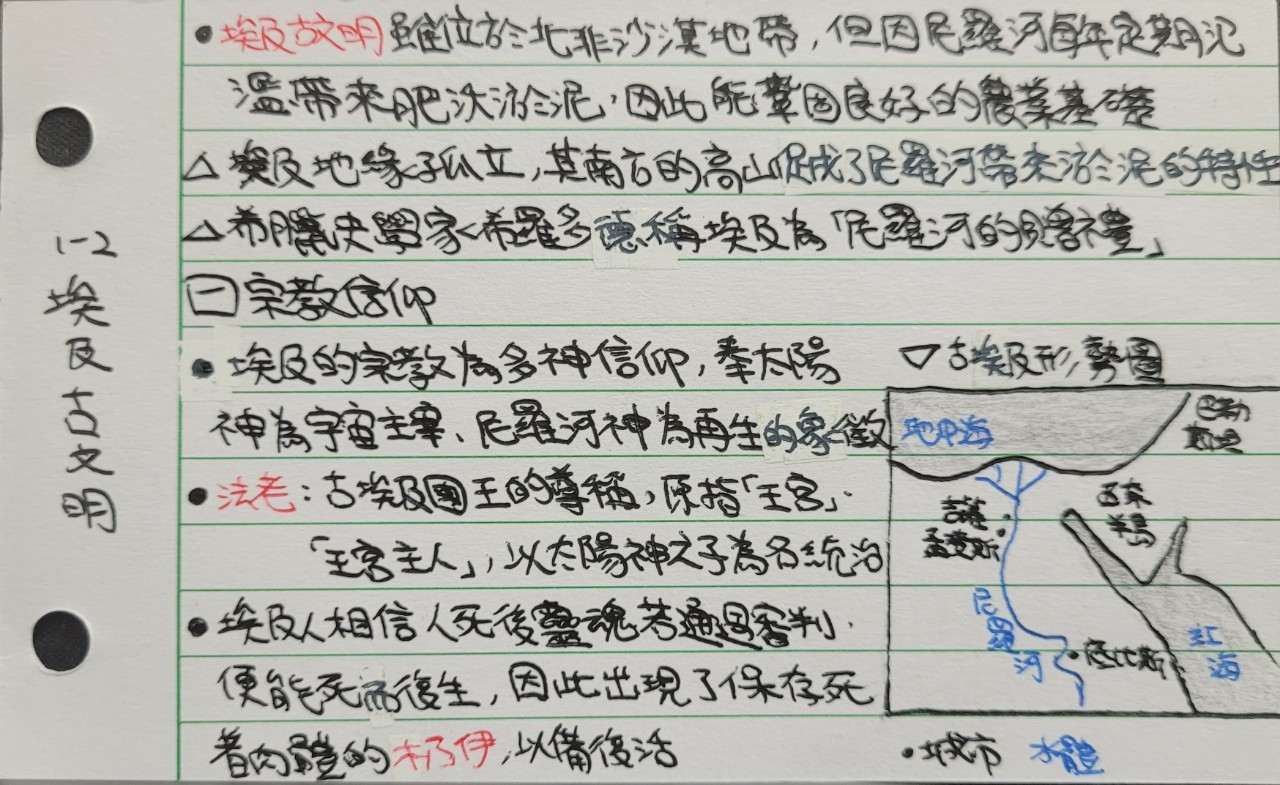 1-2 埃及古文明
• 埃及古文明雖位於北非沙漠地帶，但因尼羅河每年定期氾
濫帶來肥沃淤泥，因此能鞏固良好的農業基礎
△ 埃及地緣孤立，其南方的高山促成了尼羅河帶來淤泥的特性
△ 希臘史學家希羅多德稱埃及為「尼羅河的贈禮」
㊀ 宗教信仰
• 埃及的宗教為多神信仰，奉太陽
神為宇宙主宰、尼羅河神為再生的象徵
• 法老：古埃及國王的尊稱，原指「王宮」、
「王宮主人」，以太陽神之子為名統治
• 埃及人相信人死後靈魂若通過審判，
便能死而復生，因此出現了保存死
者肉體的木乃伊，以備復活
▽ 古埃及形勢圖
地中海
巴勒
斯坦
西奈
半島
吉薩
孟斐斯
尼羅河
底比斯
紅海
• 城市 水體